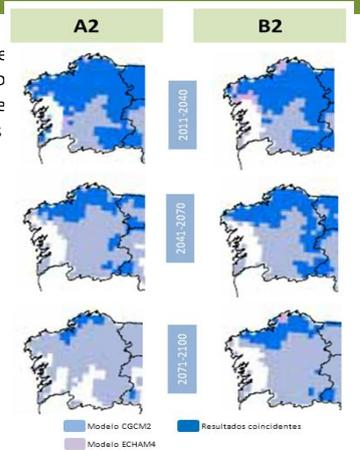 A2
B2
2011-2040
2041-2070
2071-2100
Modelo CGCM2
Resultados coincidentes
Modelo ECHAM4